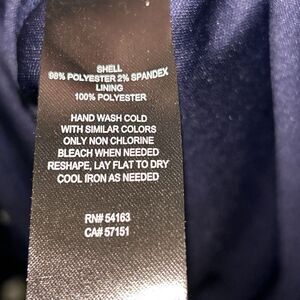 SHELL
98% POLYESTER 2% SPANDEX
LINING
100% POLYESTER
HAND WASH COLD
WITH SIMILAR COLORS
ONLY NON CHLORINE
BLEACH WHEN NEEDED
RESHAPE, LAY FLAT TO DRY
COOL IRON AS NEEDED
RN# 54163
CA# 57151